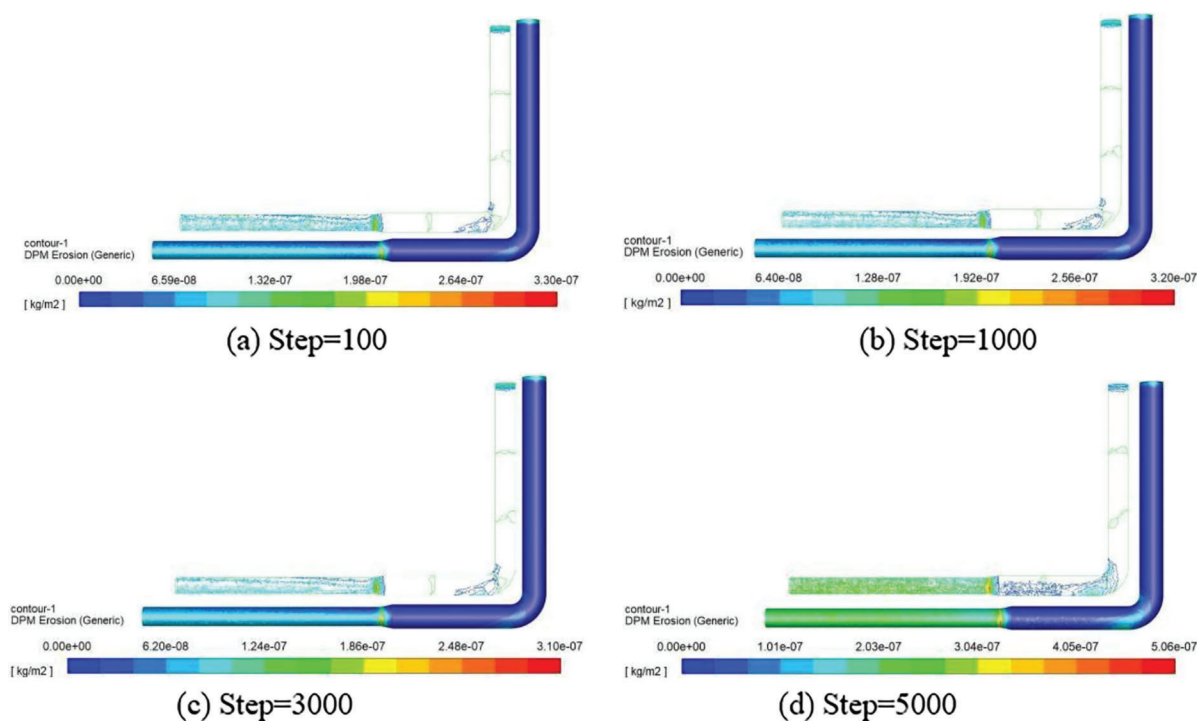 contour-1
DPM Erosion (Generic)
0.00e+00 6.59e-08 1.32e-07 1.98e-07 2.64e-07 3.30e-07
[ kg/m2 ]
(a) Step=100
contour-1
DPM Erosion (Generic)
0.00e+00 6.40e-08 1.28e-07 1.92e-07 2.56e-07 3.20e-07
[ kg/m2 ]
(b) Step=1000
contour-1
DPM Erosion (Generic)
0.00e+00 6.20e-08 1.24e-07 1.86e-07 2.48e-07 3.10e-07
[ kg/m2 ]
(c) Step=3000
contour-1
DPM Erosion (Generic)
0.00e+00 1.01e-07 2.03e-07 3.04e-07 4.05e-07 5.06e-07
[ kg/m2 ]
(d) Step=5000